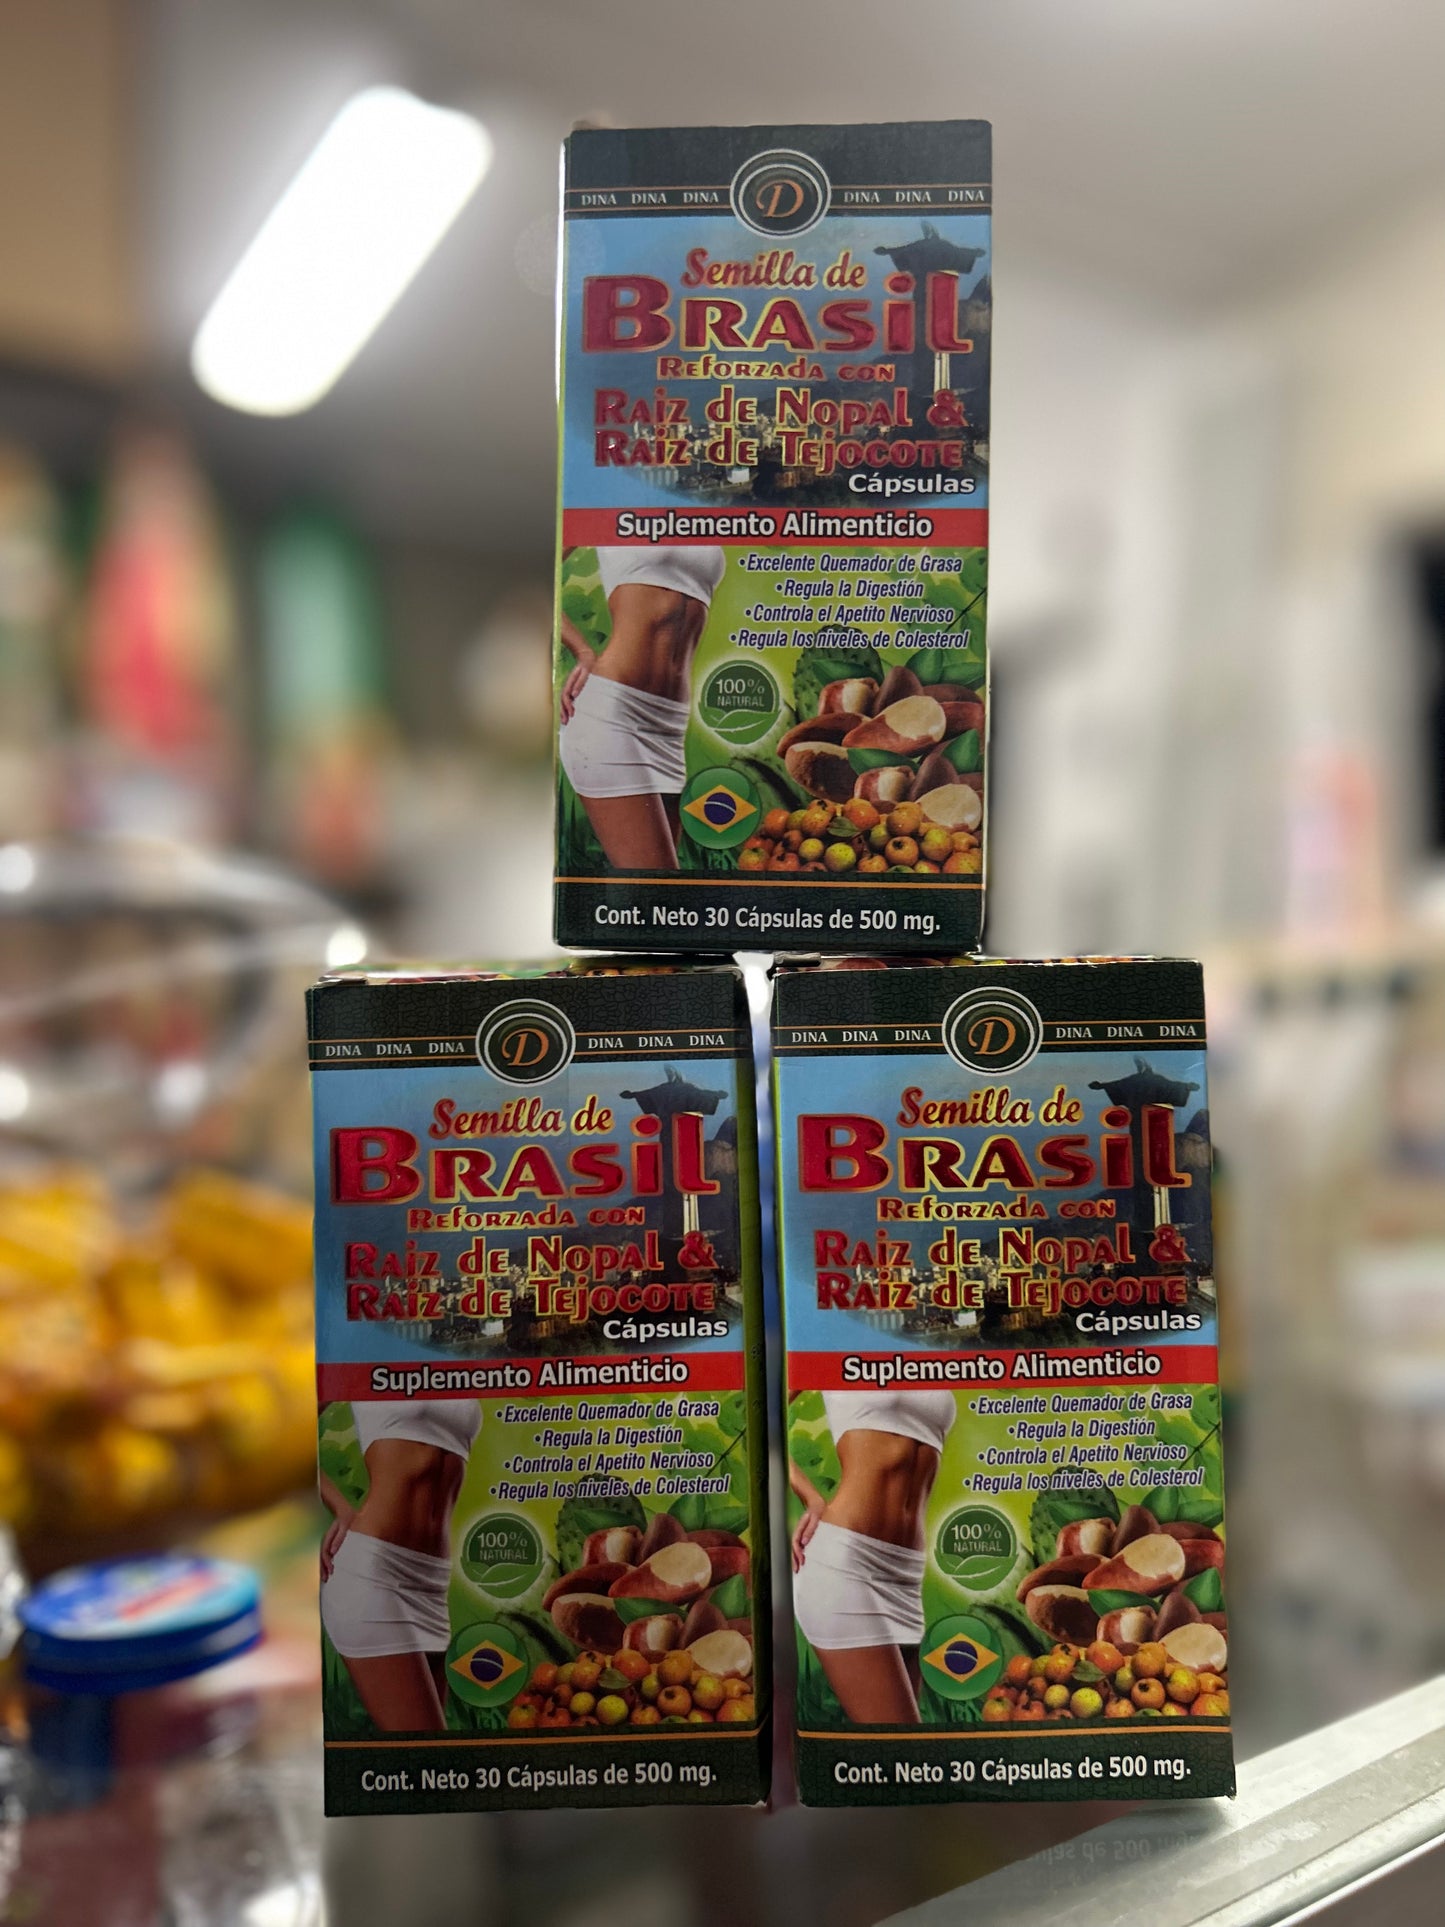 DINA DINA DINA D DINA DINA DINA
Semilla de
BRASIL
REFORZADA CON
RAIZ DE NOPAL &
RAIZ DE TEJOCOTE
Cápsulas
Suplemento Alimenticio
•Excelente Quemador de Grasa
•Regula la Digestión
•Controla el Apetito Nervioso
•Regula los niveles de Colesterol
100%
NATURAL
Cont. Neto 30 Cápsulas de 500 mg.
DINA DINA DINA D DINA DINA DINA
Semilla de
BRASIL
REFORZADA CON
RAIZ DE NOPAL &
RAIZ DE TEJOCOTE
Cápsulas
Suplemento Alimenticio
•Excelente Quemador de Grasa
•Regula la Digestión
•Controla el Apetito Nervioso
•Regula los niveles de Colesterol
100%
NATURAL
Cont. Neto 30 Cápsulas de 500 mg.
DINA DINA DINA D DINA DINA DINA
Semilla de
BRASIL
REFORZADA CON
RAIZ DE NOPAL &
RAIZ DE TEJOCOTE
Cápsulas
Suplemento Alimenticio
•Excelente Quemador de Grasa
•Regula la Digestión
•Controla el Apetito Nervioso
•Regula los niveles de Colesterol
100%
NATURAL
Cont. Neto 30 Cápsulas de 500 mg.